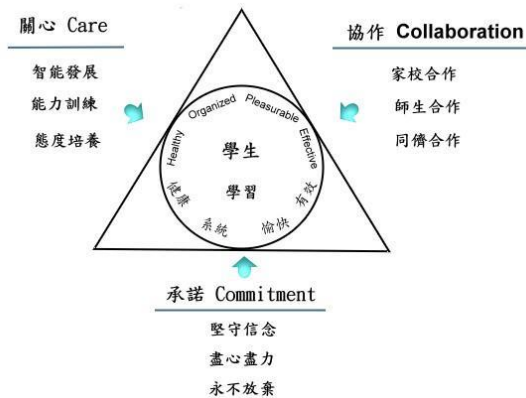 關心 Care
智能發展
能力訓練
態度培養
協作 Collaboration
家校合作
師生合作
同儕合作
Healthy Organized Pleasurable Effective
學生
學習
健康 系統 愉快 有效
承諾 Commitment
堅守信念
盡心盡力
永不放棄